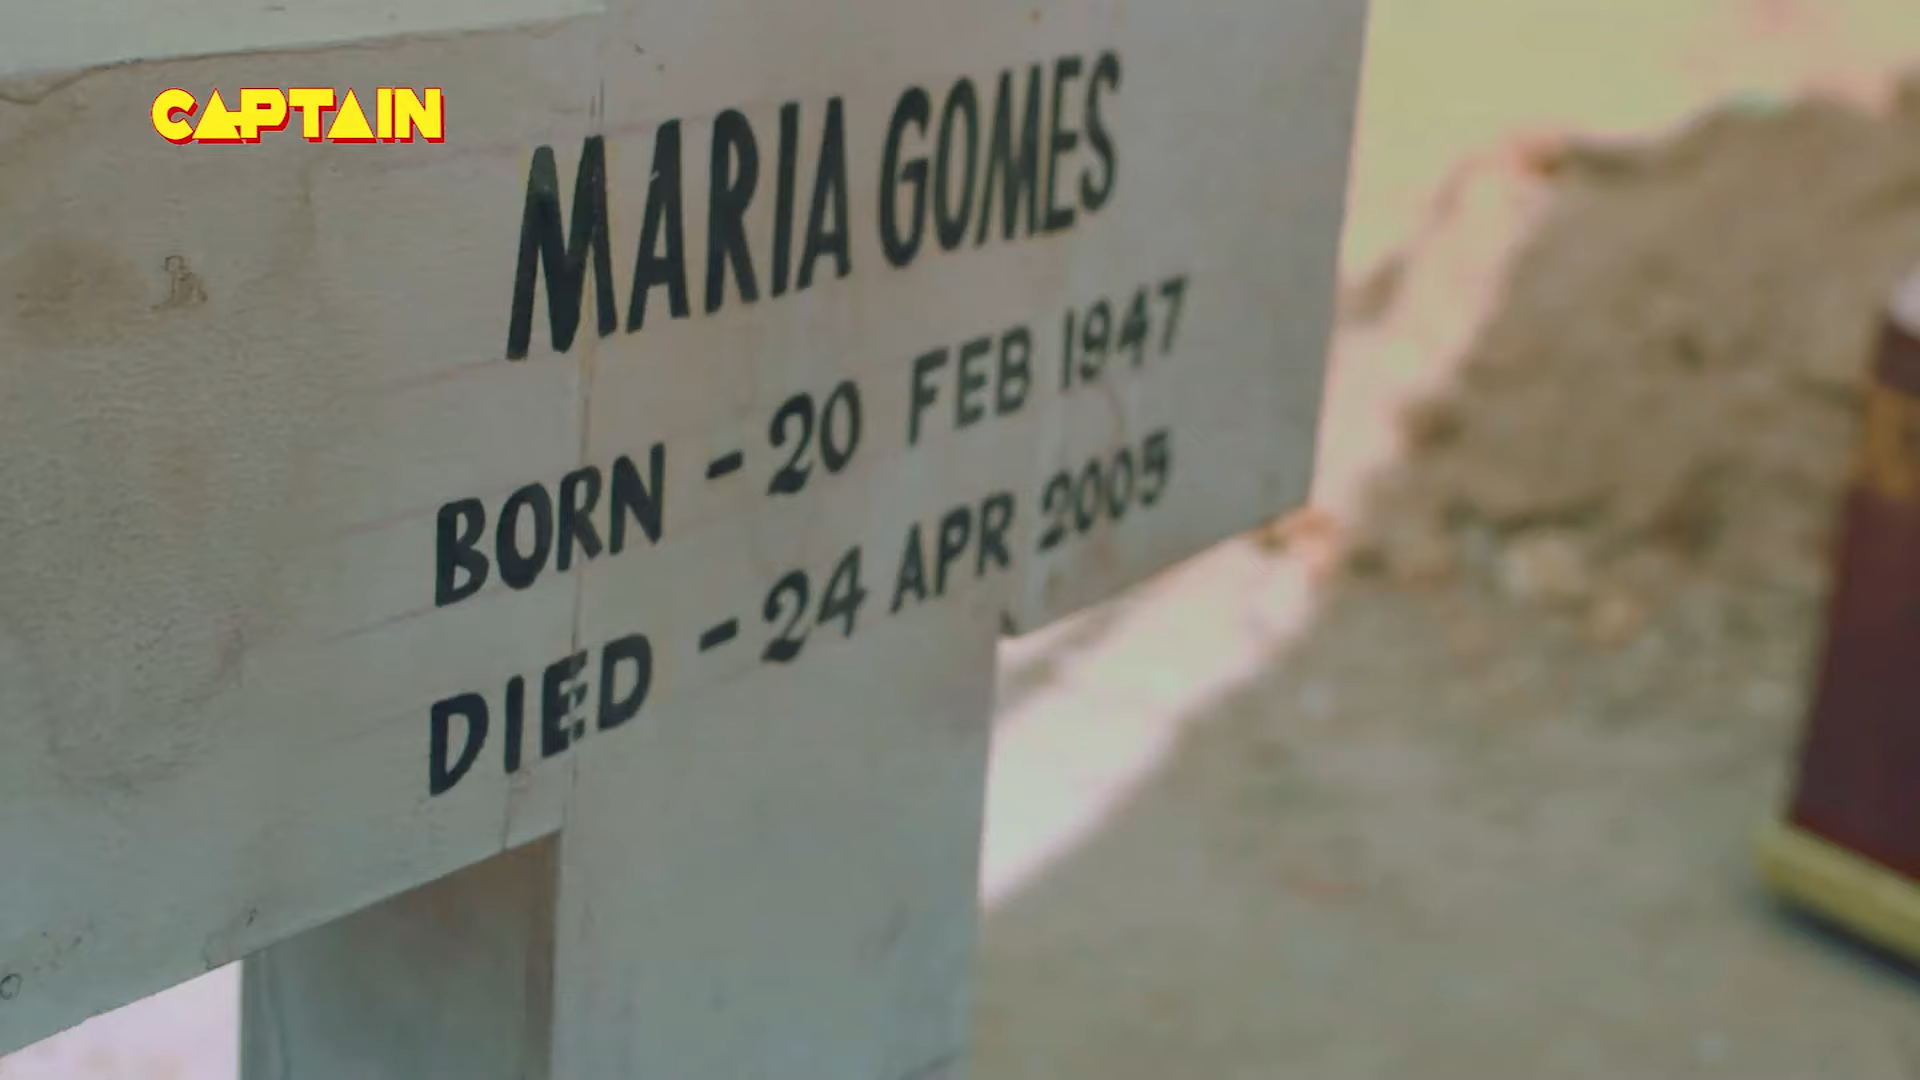 CAPTAIN
MARIA GOMES
BORN - 20 FEB 1947
DIED - 24 APR 2005